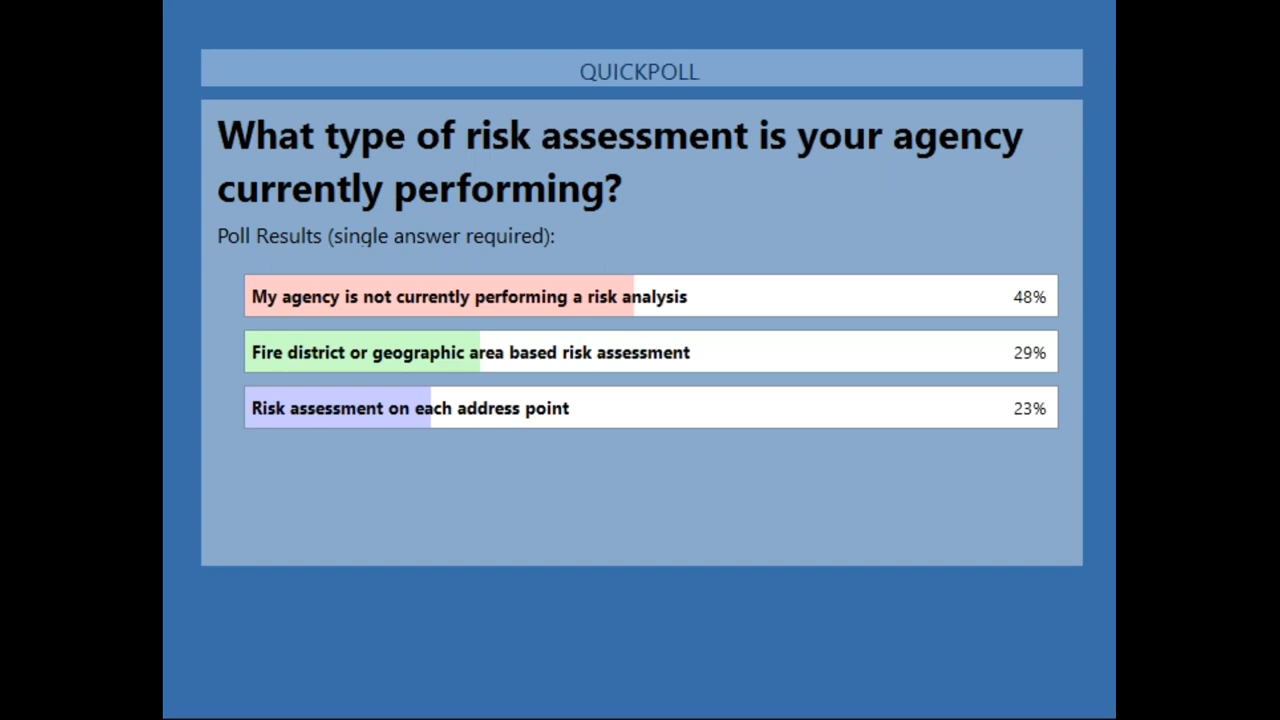 QUICKPOLL
What type of risk assessment is your agency
currently performing?
Poll Results (single answer required):
My agency is not currently performing a risk analysis 48%
Fire district or geographic area based risk assessment 29%
Risk assessment on each address point 23%